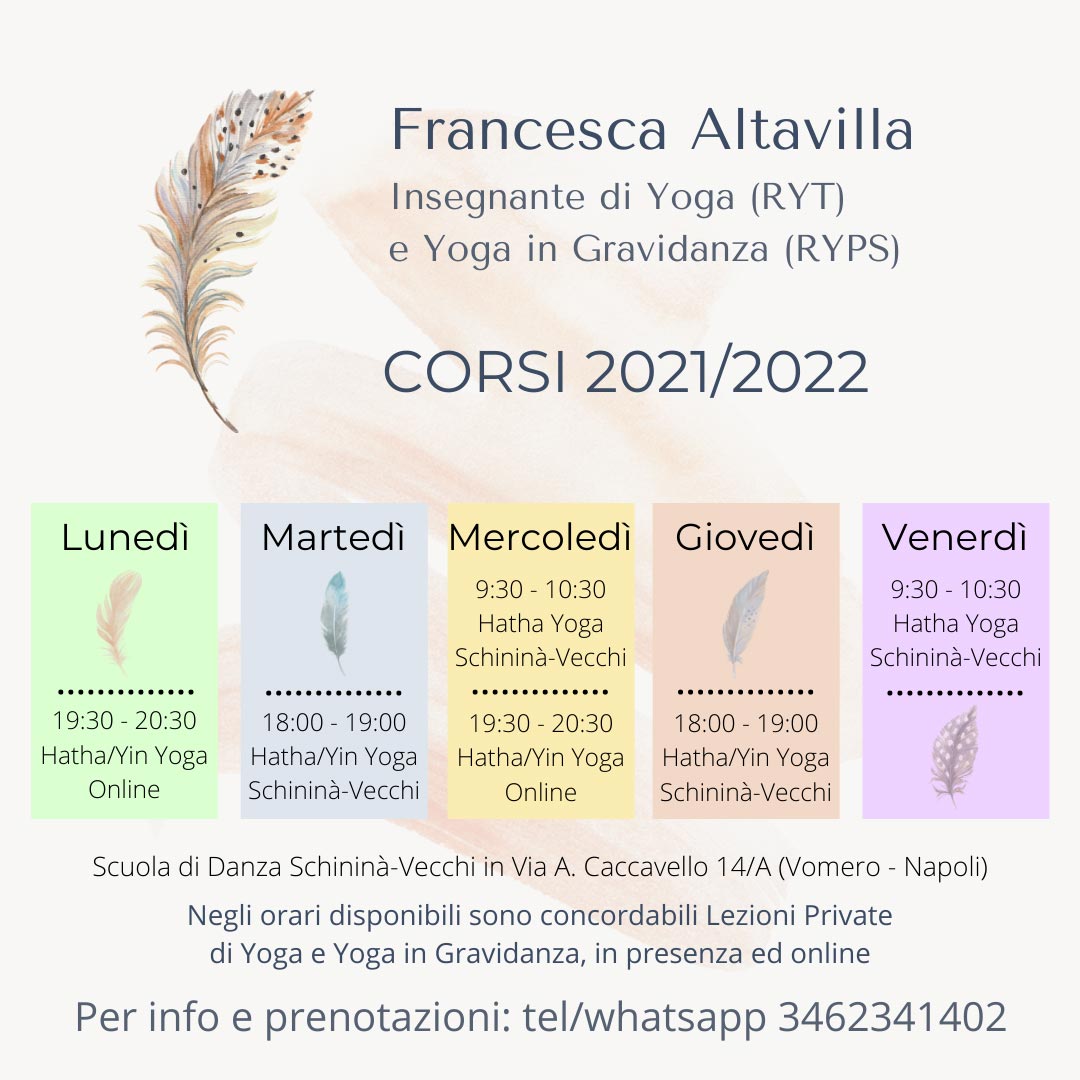 Francesca Altavilla
Insegnante di Yoga (RYT)
e Yoga in Gravidanza (RYPS)
CORSI 2021/2022
Lunedì
19:30 - 20:30
Hatha/Yin Yoga
Online
Martedì
18:00 - 19:00
Hatha/Yin Yoga
Schininà-Vecchi
Mercoledì
9:30 - 10:30
Hatha Yoga
Schininà-Vecchi
19:30 - 20:30
Hatha/Yin Yoga
Online
Giovedì
18:00 - 19:00
Hatha/Yin Yoga
Schininà-Vecchi
Venerdì
9:30 - 10:30
Hatha Yoga
Schininà-Vecchi
Scuola di Danza Schininà-Vecchi in Via A. Caccavello 14/A (Vomero - Napoli)
Negli orari disponibili sono concordabili Lezioni Private
di Yoga e Yoga in Gravidanza, in presenza ed online
Per info e prenotazioni: tel/whatsapp 3462341402